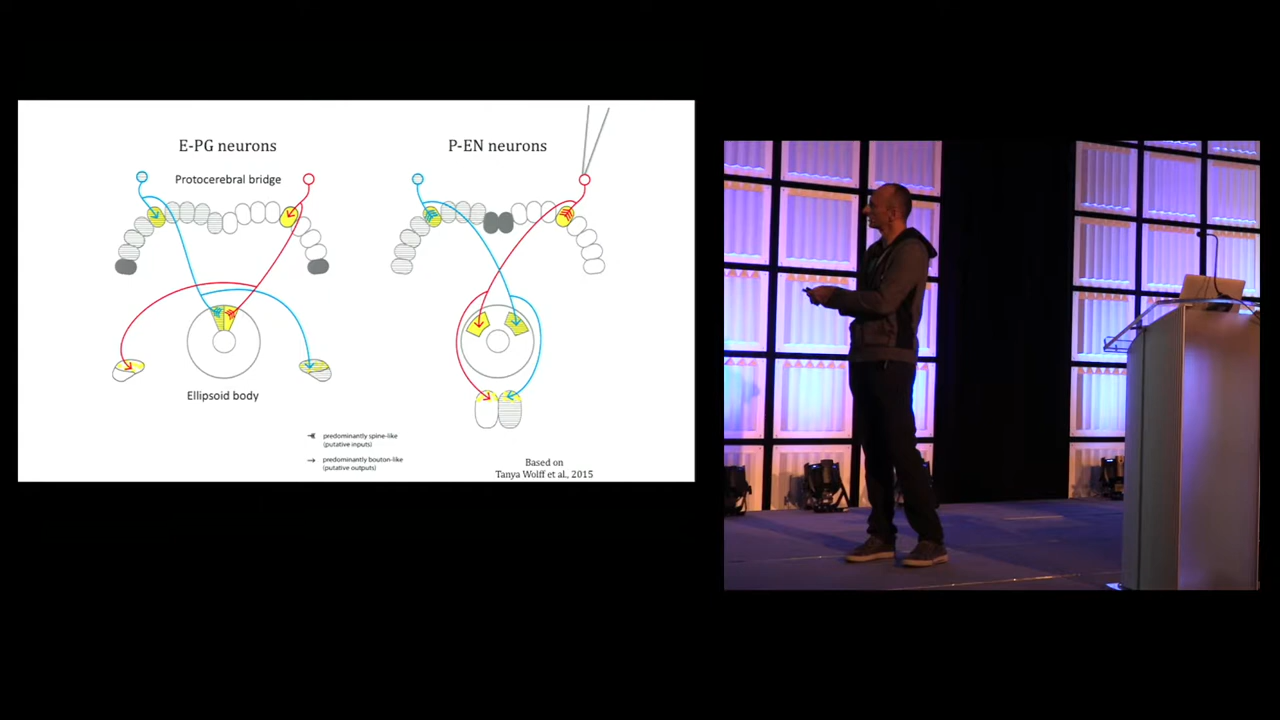 E-PG neurons
P-EN neurons
Protocerebral bridge
Ellipsoid body
predominantly spine-like
(putative inputs)
predominantly bouton-like
(putative outputs)
Based on
Tanya Wolff et al., 2015